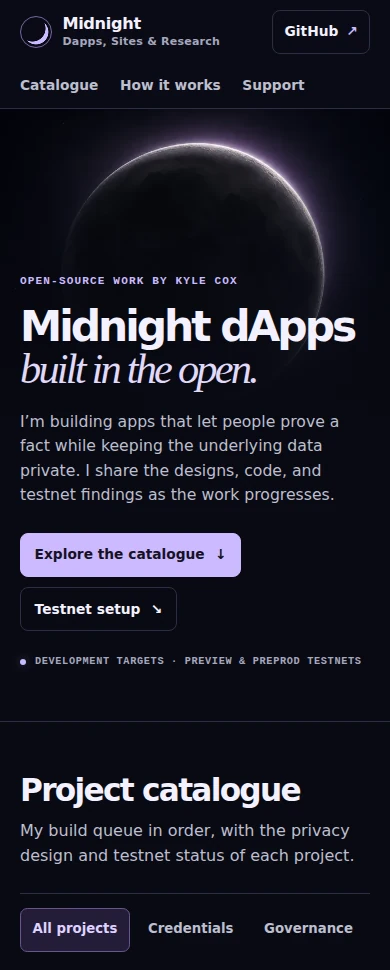 Midnight
Dapps, Sites & Research
GitHub ↗
Catalogue How it works Support
OPEN-SOURCE WORK BY KYLE COX
Midnight dApps
built in the open.
I’m building apps that let people prove a
fact while keeping the underlying data
private. I share the designs, code, and
testnet findings as the work progresses.
Explore the catalogue ↓
Testnet setup ↘
DEVELOPMENT TARGETS · PREVIEW & PREPROD TESTNETS
Project catalogue
My build queue in order, with the privacy
design and testnet status of each project.
All projects Credentials Governance